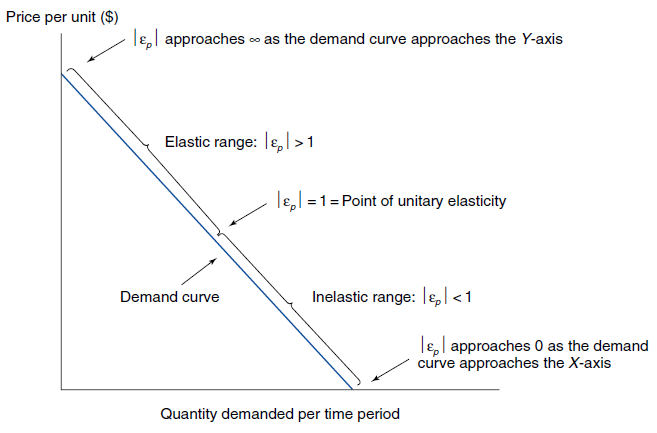 Price per unit ($)
|εp| approaches ∞ as the demand curve approaches the Y-axis
Elastic range: |εp| > 1
|εp| = 1 = Point of unitary elasticity
Demand curve
Inelastic range: |εp| < 1
|εp| approaches 0 as the demand
curve approaches the X-axis
Quantity demanded per time period